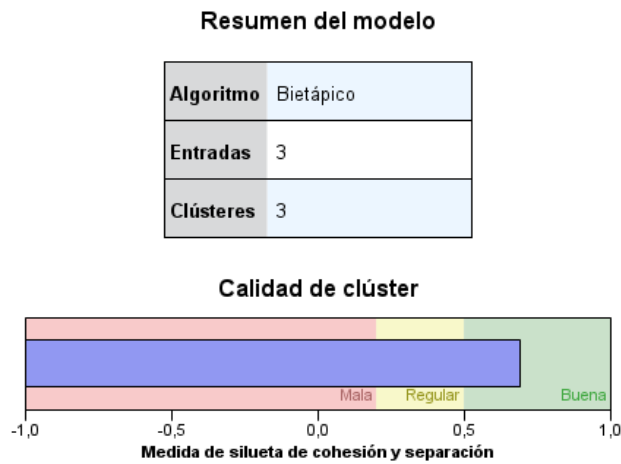 Resumen del modelo
Algoritmo Bietápico
Entradas 3
Clústeres 3
Calidad de clúster
Mala Regular Buena
-1,0 -0,5 0,0 0,5 1,0
Medida de silueta de cohesión y separación